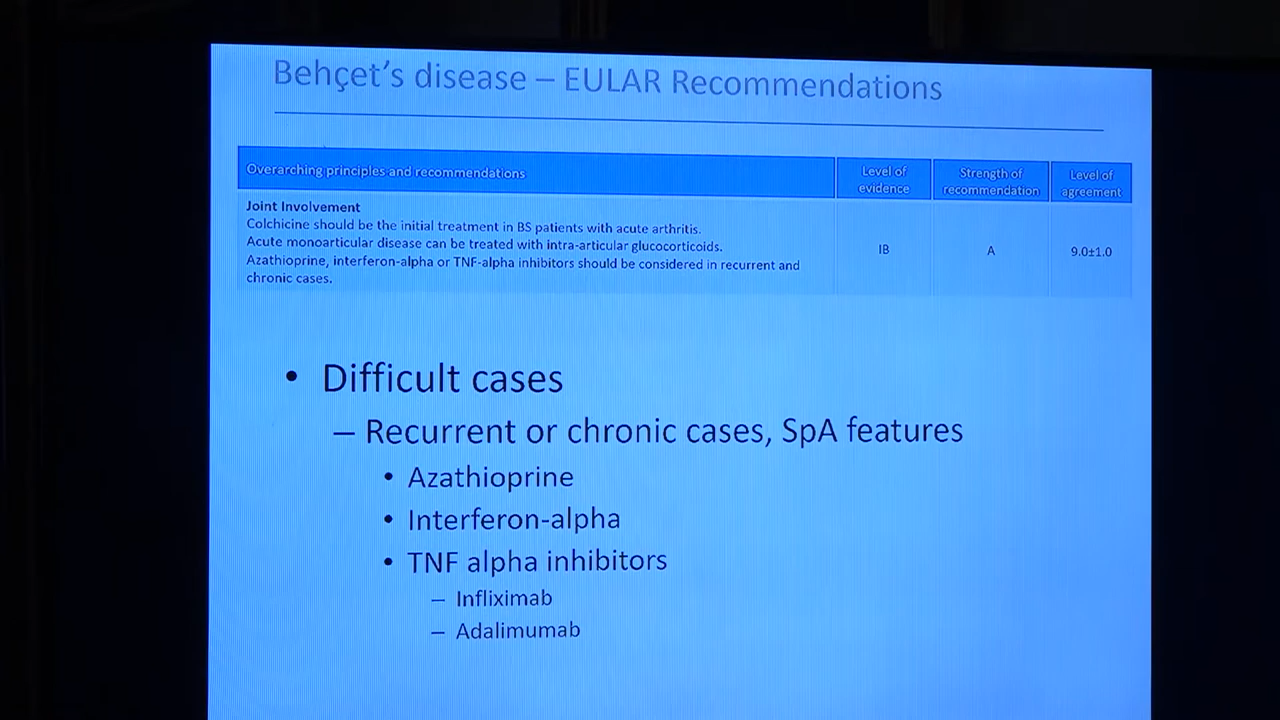 Behçet's disease – EULAR Recommendations
Overarching principles and recommendations
Level of evidence
Strength of recommendation
Level of agreement
Joint Involvement
Colchicine should be the initial treatment in BS patients with acute arthritis.
Acute monoarticular disease can be treated with intra-articular glucocorticoids.
Azathioprine, interferon-alpha or TNF-alpha inhibitors should be considered in recurrent and
chronic cases.
IB
A
9.0±1.0
• Difficult cases
– Recurrent or chronic cases, SpA features
• Azathioprine
• Interferon-alpha
• TNF alpha inhibitors
– Infliximab
– Adalimumab